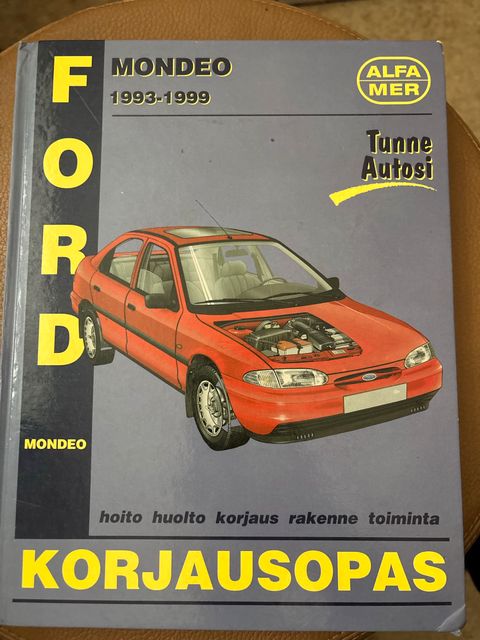 FORD
MONDEO
1993-1999
ALFA
MER
Tunne
Autosi
MONDEO
hoito huolto korjaus rakenne toiminta
KORJAUSOPAS